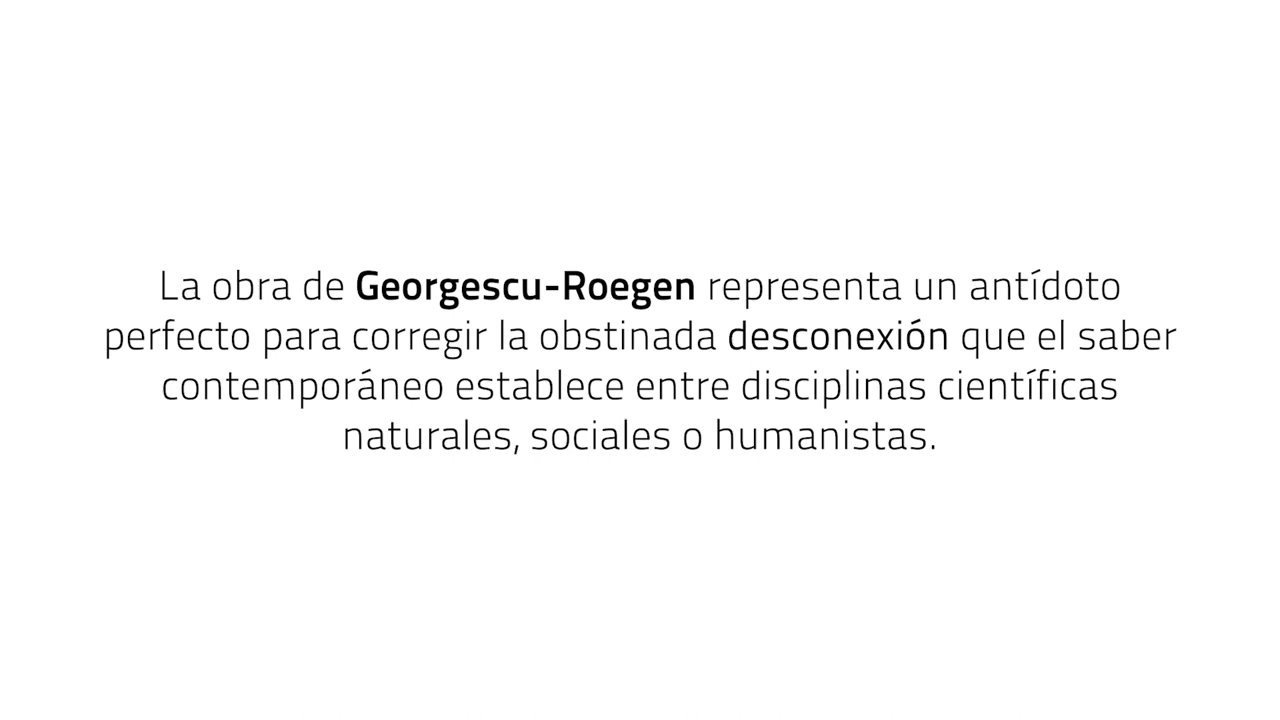 La obra de Georgescu-Roegen representa un antídoto
perfecto para corregir la obstinada desconexión que el saber
contemporáneo establece entre disciplinas científicas
naturales, sociales o humanistas.